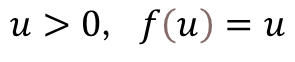 u > 0, f(u) = u